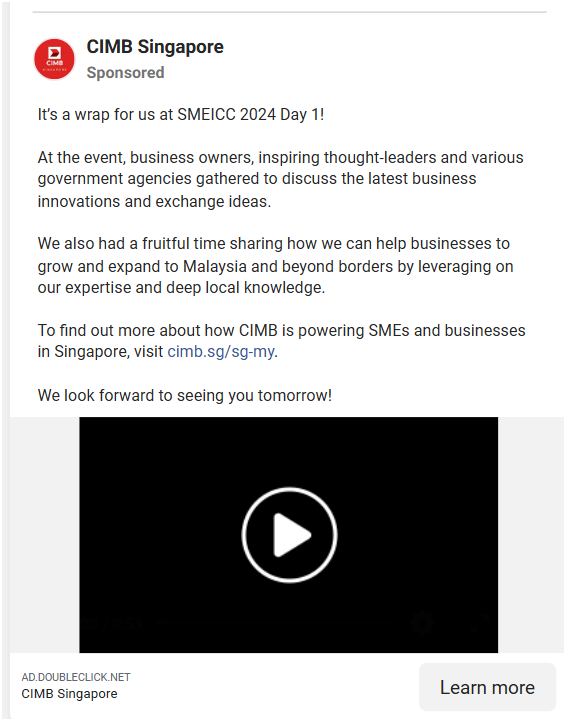 CIMB Singapore
CIMB
SINGAPORE
Sponsored
It's a wrap for us at SMEICC 2024 Day 1!
At the event, business owners, inspiring thought-leaders and various
government agencies gathered to discuss the latest business
innovations and exchange ideas.
We also had a fruitful time sharing how we can help businesses to
grow and expand to Malaysia and beyond borders by leveraging on
our expertise and deep local knowledge.
To find out more about how CIMB is powering SMEs and businesses
in Singapore, visit cimb.sg/sg-my.
We look forward to seeing you tomorrow!
AD.DOUBLECLICK.NET
CIMB Singapore
Learn more